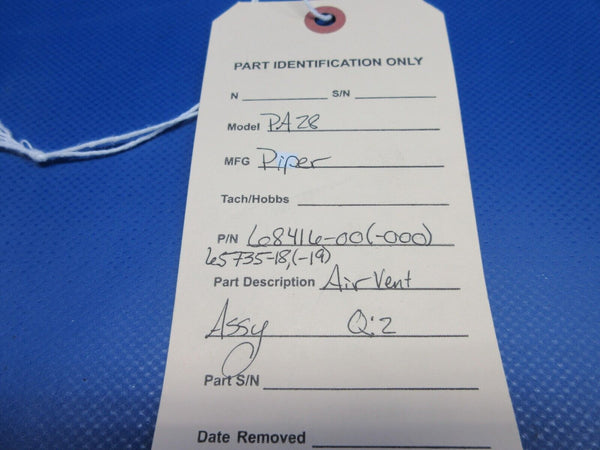 PART IDENTIFICATION ONLY
N S/N
Model PA28
MFG Piper
Tach/Hobbs
P/N 68416-00(-000)
65735-18,(-19)
Part Description Air Vent
Assy Q:2
Part S/N
Date Removed